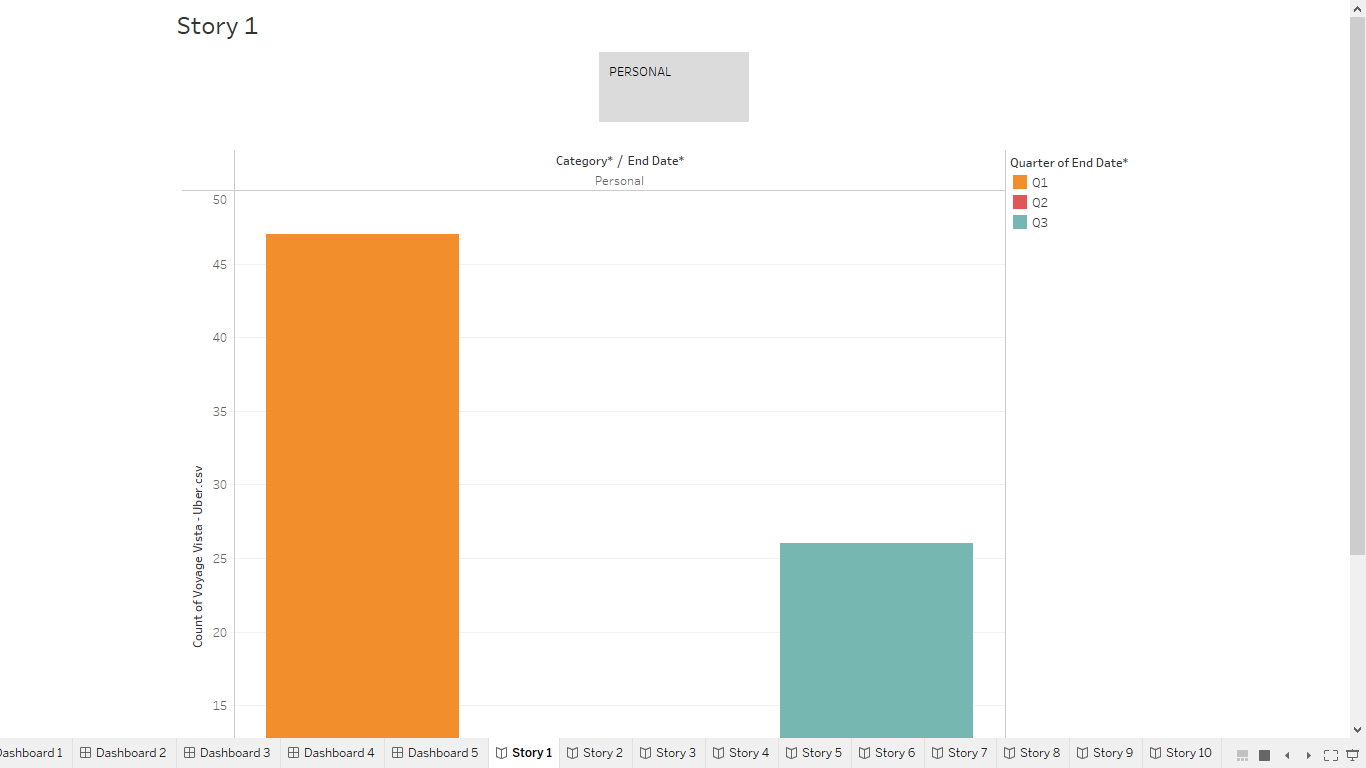 Story 1
PERSONAL
Category* / End Date*
Personal
Quarter of End Date*
Q1
Q2
Q3
50
45
40
35
30
25
20
15
Count of Voyage Vista - Uber.csv
Dashboard 1 Dashboard 2 Dashboard 3 Dashboard 4 Dashboard 5 Story 1 Story 2 Story 3 Story 4 Story 5 Story 6 Story 7 Story 8 Story 9 Story 10